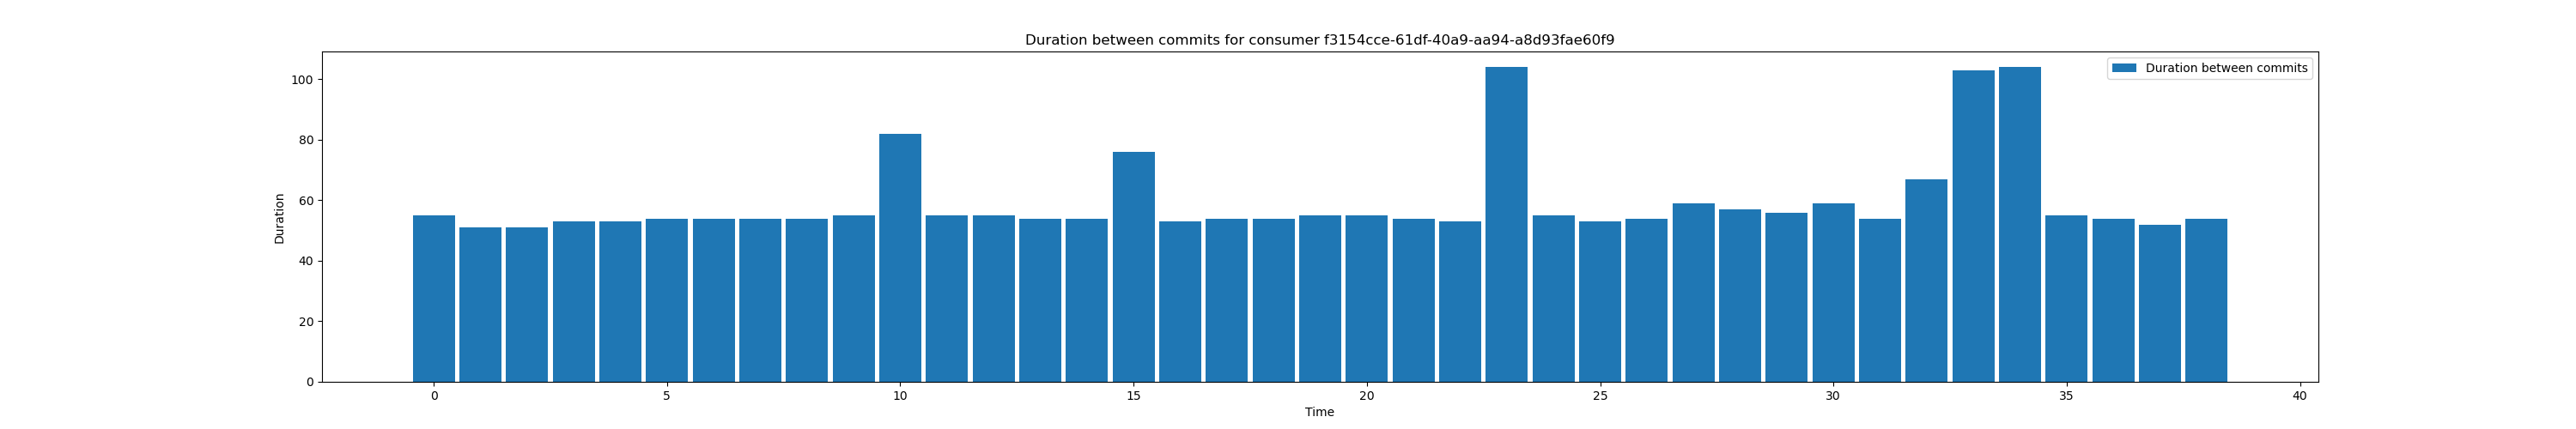 Duration between commits for consumer f3154cce-61df-40a9-aa94-a8d93fae60f9
Duration between commits
100
80
60
40
20
0
Duration
0 5 10 15 20 25 30 35 40
Time